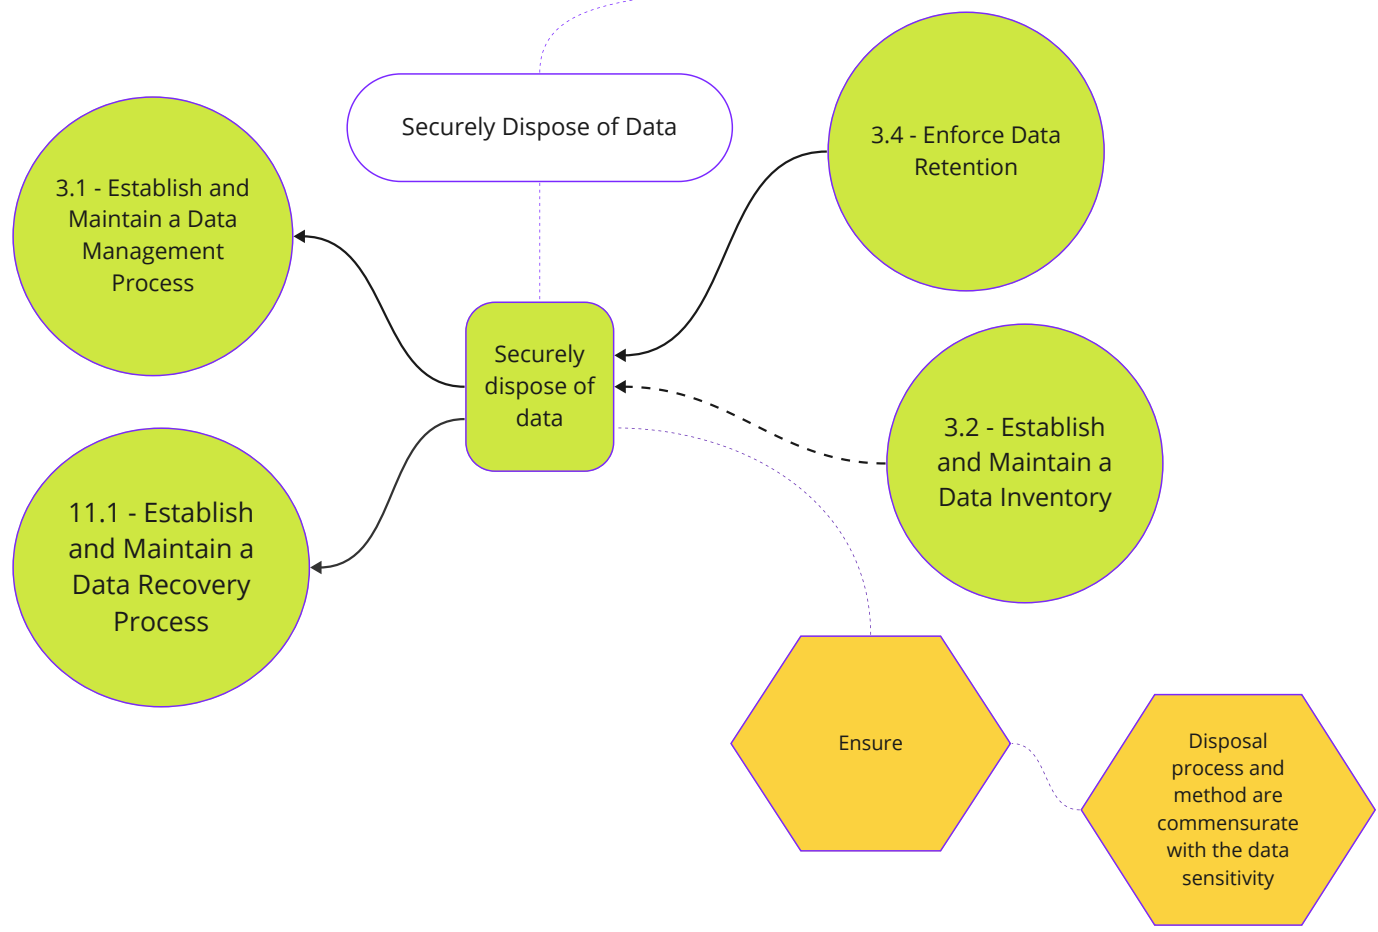 Securely Dispose of Data
3.4 - Enforce Data
Retention
3.1 - Establish and
Maintain a Data
Management
Process
Securely
dispose of
data
3.2 - Establish
and Maintain a
Data Inventory
11.1 - Establish
and Maintain a
Data Recovery
Process
Ensure
Disposal
process and
method are
commensurate
with the data
sensitivity